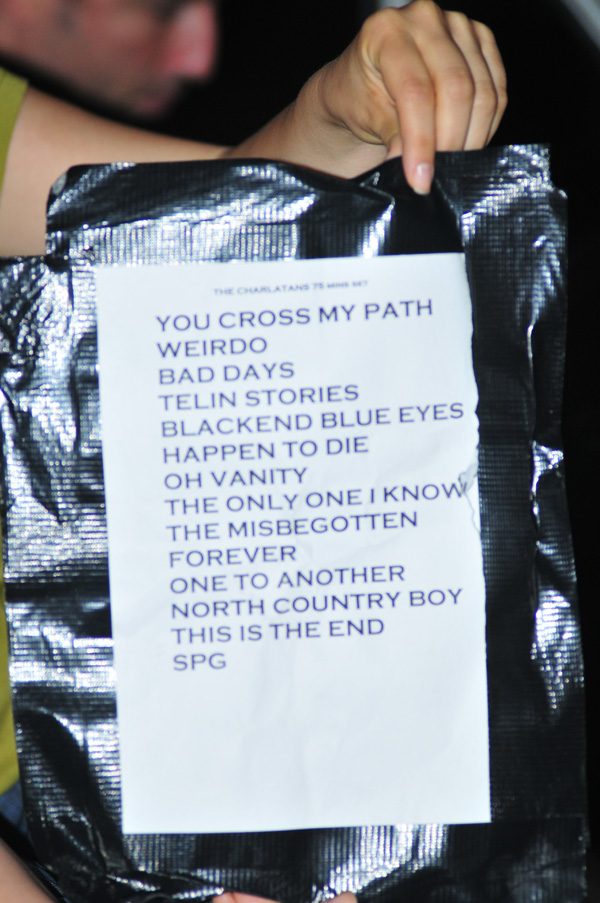 THE CHARLATANS 75 MINS SET
YOU CROSS MY PATH
WEIRDO
BAD DAYS
TELIN STORIES
BLACKEND BLUE EYES
HAPPEN TO DIE
OH VANITY
THE ONLY ONE I KNOW
THE MISBEGOTTEN
FOREVER
ONE TO ANOTHER
NORTH COUNTRY BOY
THIS IS THE END
SPG